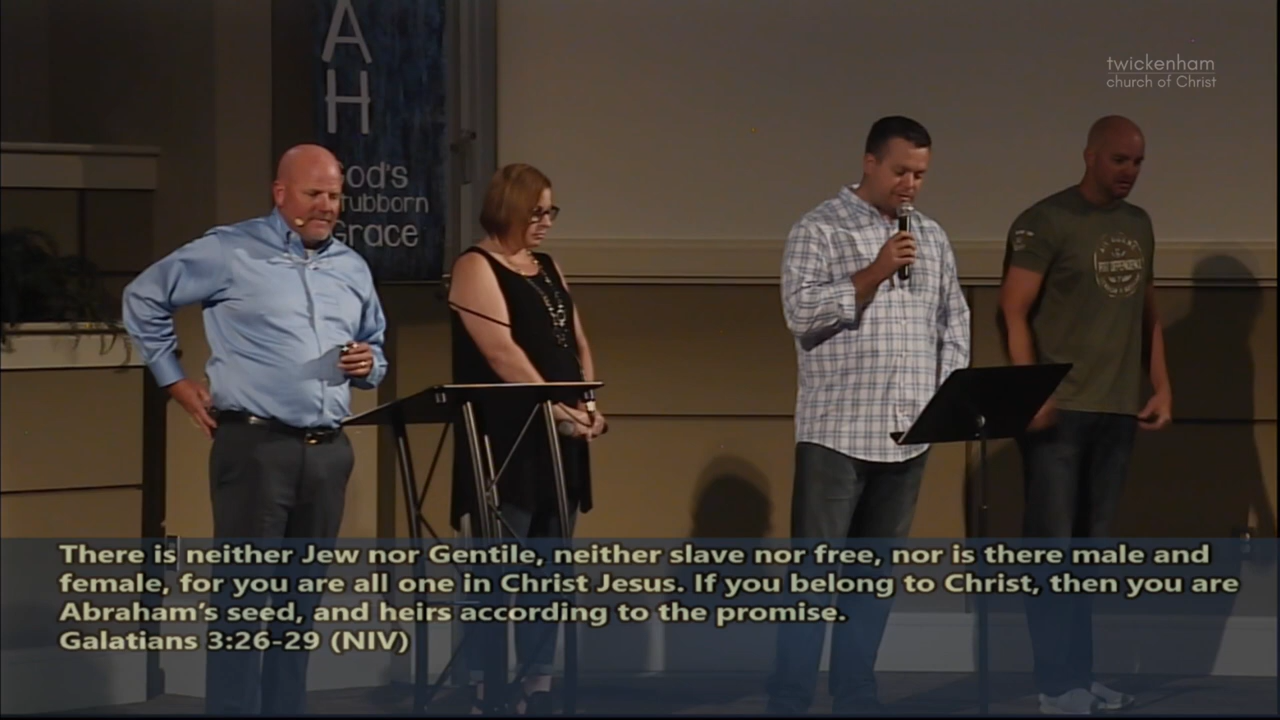 A
H
twickenham
church of Christ
God's
Stubborn
Grace
There is neither Jew nor Gentile, neither slave nor free, nor is there male and
female, for you are all one in Christ Jesus. If you belong to Christ, then you are
Abraham's seed, and heirs according to the promise.
Galatians 3:26-29 (NIV)